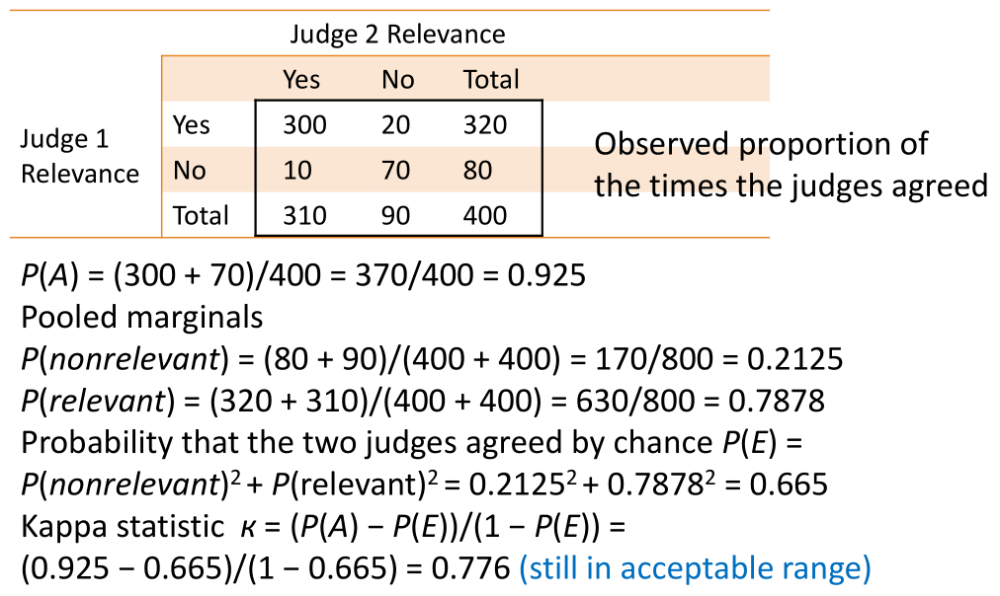 Judge 2 Relevance
Yes No Total
Judge 1
Relevance
Yes 300 20 320
No 10 70 80
Total 310 90 400
Observed proportion of
the times the judges agreed
P(A) = (300 + 70)/400 = 370/400 = 0.925
Pooled marginals
P(nonrelevant) = (80 + 90)/(400 + 400) = 170/800 = 0.2125
P(relevant) = (320 + 310)/(400 + 400) = 630/800 = 0.7878
Probability that the two judges agreed by chance P(E) =
P(nonrelevant)² + P(relevant)² = 0.2125² + 0.7878² = 0.665
Kappa statistic κ = (P(A) − P(E))/(1 − P(E)) =
(0.925 − 0.665)/(1 − 0.665) = 0.776 (still in acceptable range)